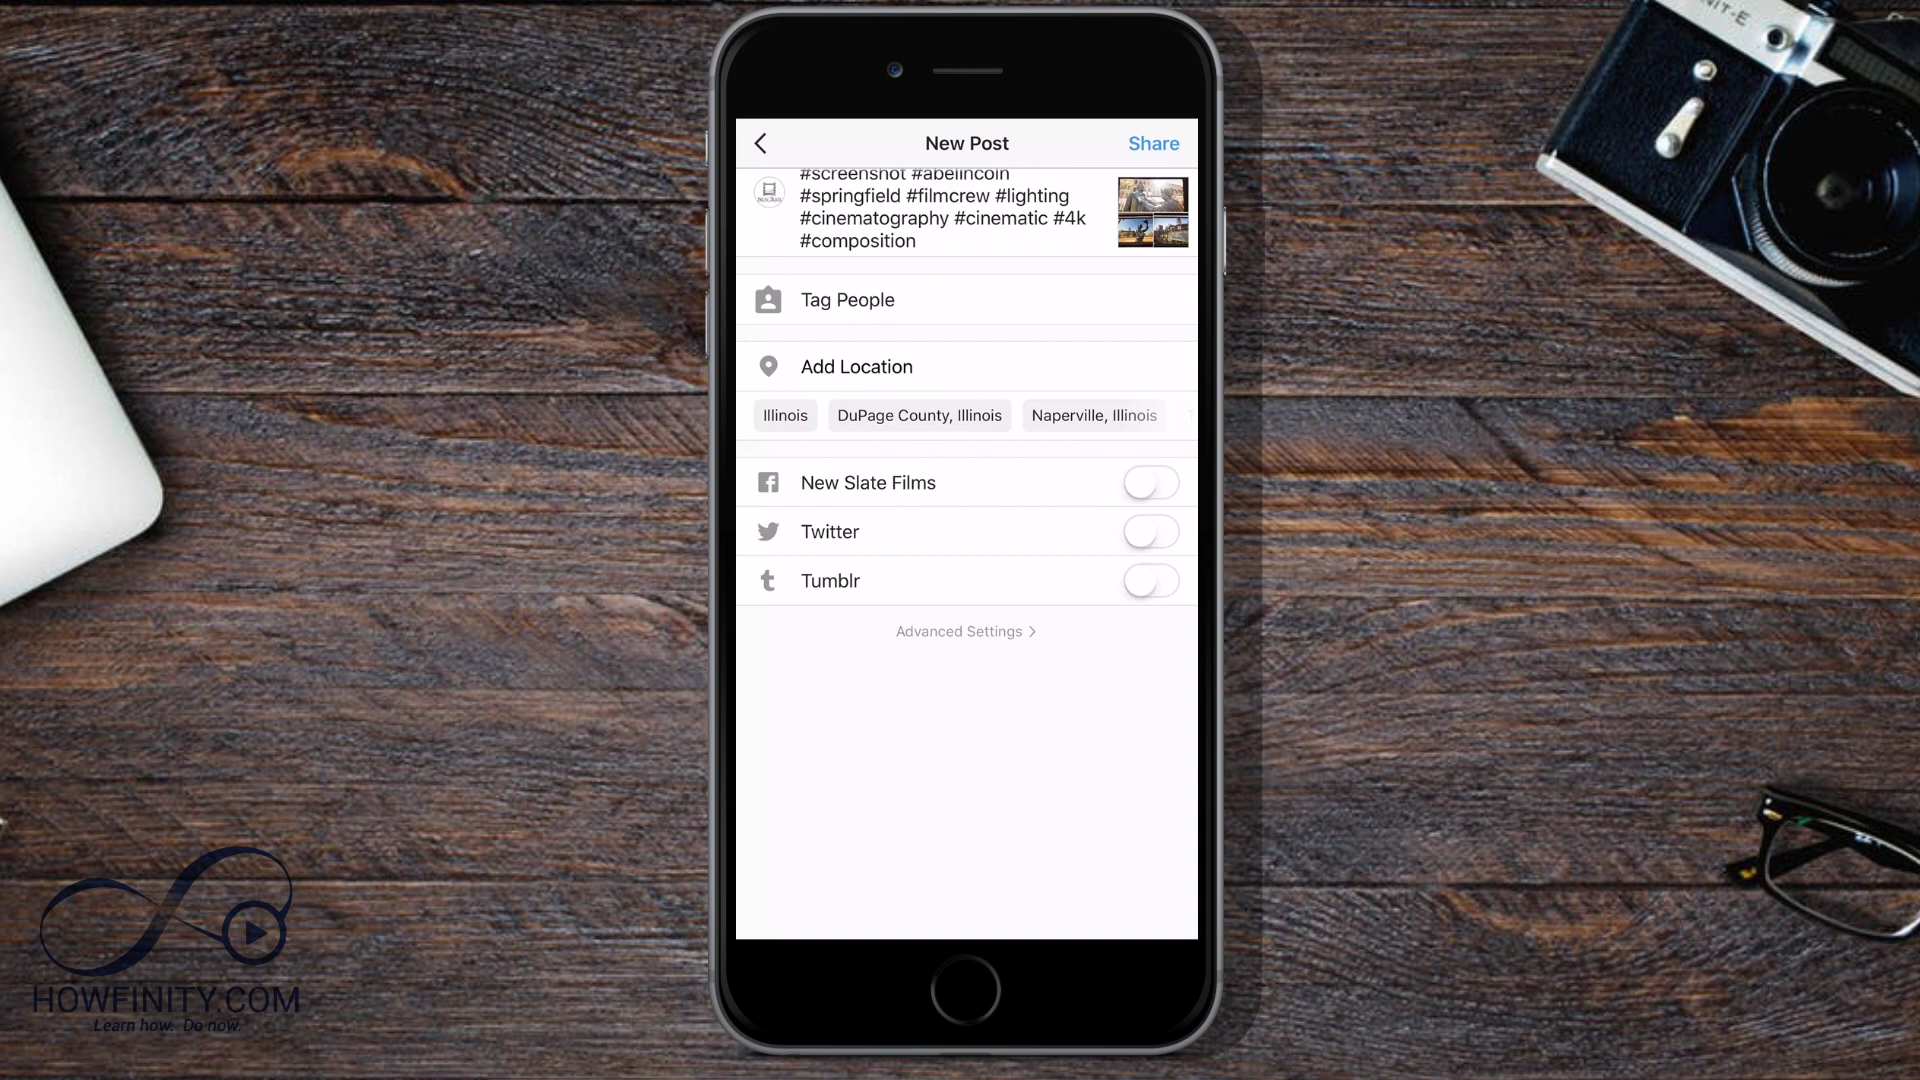 New Post
Share
#screenshot #abelincoln
#springfield #filmcrew #lighting
#cinematography #cinematic #4k
#composition
Tag People
Add Location
Illinois
DuPage County, Illinois
Naperville, Illinois
New Slate Films
Twitter
Tumblr
Advanced Settings
HOWFINITY.COM
Learn how. Do now.